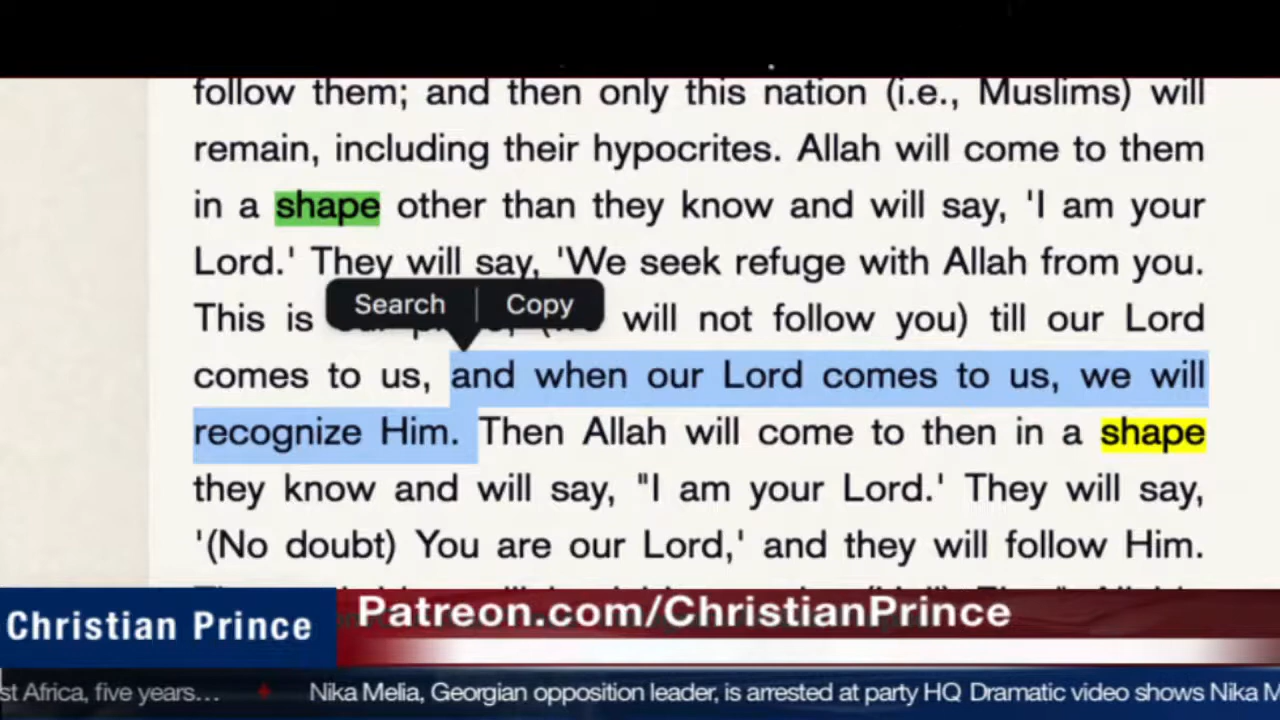 follow them; and then only this nation (i.e., Muslims) will
remain, including their hypocrites. Allah will come to them
in a shape other than they know and will say, 'I am your
Lord.' They will say, 'We seek refuge with Allah from you.
Search Copy
This is will not follow you) till our Lord
comes to us, and when our Lord comes to us, we will
recognize Him. Then Allah will come to then in a shape
they know and will say, "I am your Lord.' They will say,
'(No doubt) You are our Lord,' and they will follow Him.
Christian Prince
Patreon.com/ChristianPrince
st Africa, five years... Nika Melia, Georgian opposition leader, is arrested at party HQ Dramatic video shows Nika M